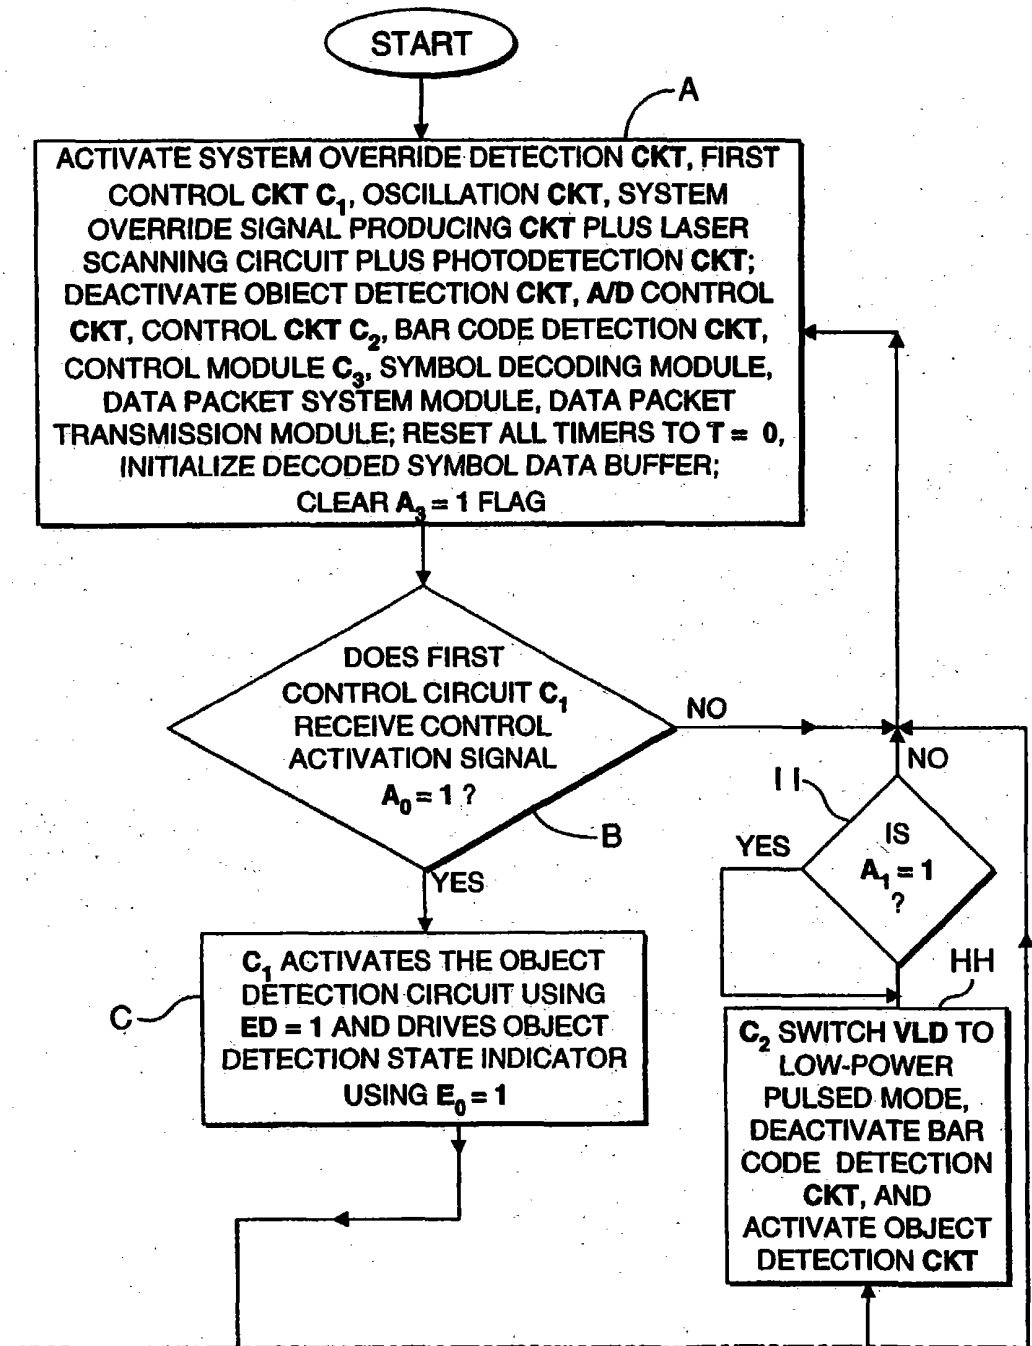 START
A
ACTIVATE SYSTEM OVERRIDE DETECTION CKT, FIRST
CONTROL CKT C1, OSCILLATION CKT, SYSTEM
OVERRIDE SIGNAL PRODUCING CKT PLUS LASER
SCANNING CIRCUIT PLUS PHOTODETECTION CKT;
DEACTIVATE OBIECT DETECTION CKT, A/D CONTROL
CKT, CONTROL CKT C2, BAR CODE DETECTION CKT,
CONTROL MODULE C3, SYMBOL DECODING MODULE,
DATA PACKET SYSTEM MODULE, DATA PACKET
TRANSMISSION MODULE; RESET ALL TIMERS TO T = 0,
INITIALIZE DECODED SYMBOL DATA BUFFER;
CLEAR A3 = 1 FLAG
DOES FIRST
CONTROL CIRCUIT C1
RECEIVE CONTROL
ACTIVATION SIGNAL
A0 = 1 ?
NO
B
YES
NO
II
YES
IS
A1 = 1
?
HH
C1 ACTIVATES THE OBJECT
DETECTION CIRCUIT USING
ED = 1 AND DRIVES OBJECT
DETECTION STATE INDICATOR
USING E0 = 1
C
C2 SWITCH VLD TO
LOW-POWER
PULSED MODE,
DEACTIVATE BAR
CODE DETECTION
CKT, AND
ACTIVATE OBJECT
DETECTION CKT